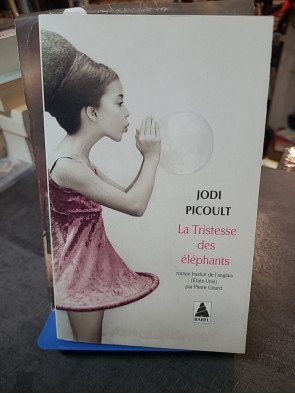 JODI
PICOULT
La Tristesse
des
éléphants
roman traduit de l'anglais
(États-Unis)
par Pierre Girard
BABEL